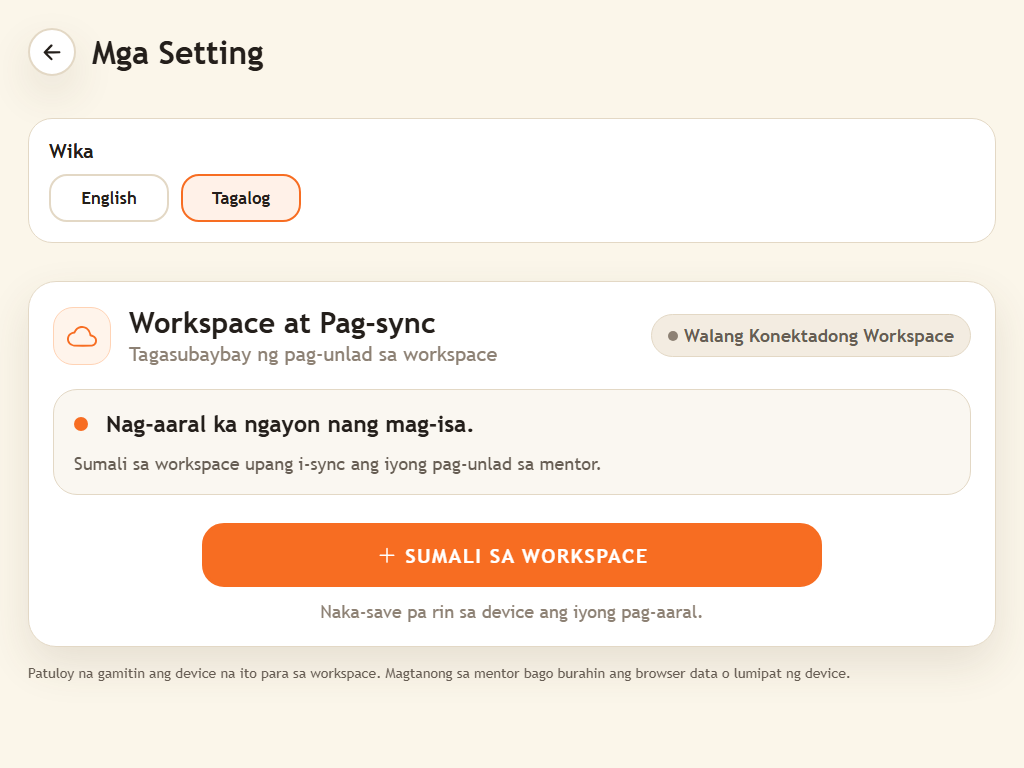 Mga Setting
Wika
English
Tagalog
Workspace at Pag-sync
Tagasubaybay ng pag-unlad sa workspace
Walang Konektadong Workspace
Nag-aaral ka ngayon nang mag-isa.
Sumali sa workspace upang i-sync ang iyong pag-unlad sa mentor.
+ SUMALI SA WORKSPACE
Naka-save pa rin sa device ang iyong pag-aaral.
Patuloy na gamitin ang device na ito para sa workspace. Magtanong sa mentor bago burahin ang browser data o lumipat ng device.